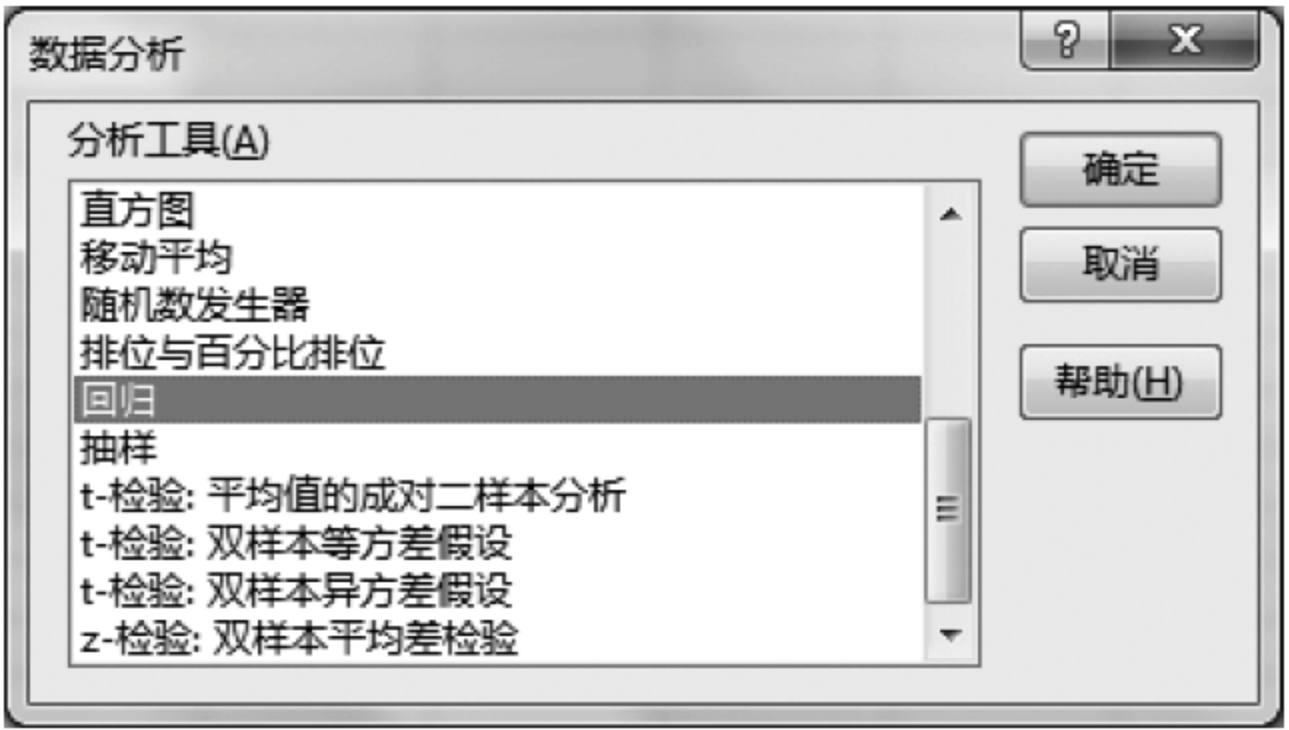 数据分析
分析工具(A)
直方图
移动平均
随机数发生器
排位与百分比排位
回归
抽样
t-检验: 平均值的成对二样本分析
t-检验: 双样本等方差假设
t-检验: 双样本异方差假设
z-检验: 双样本平均差检验
确定
取消
帮助(H)